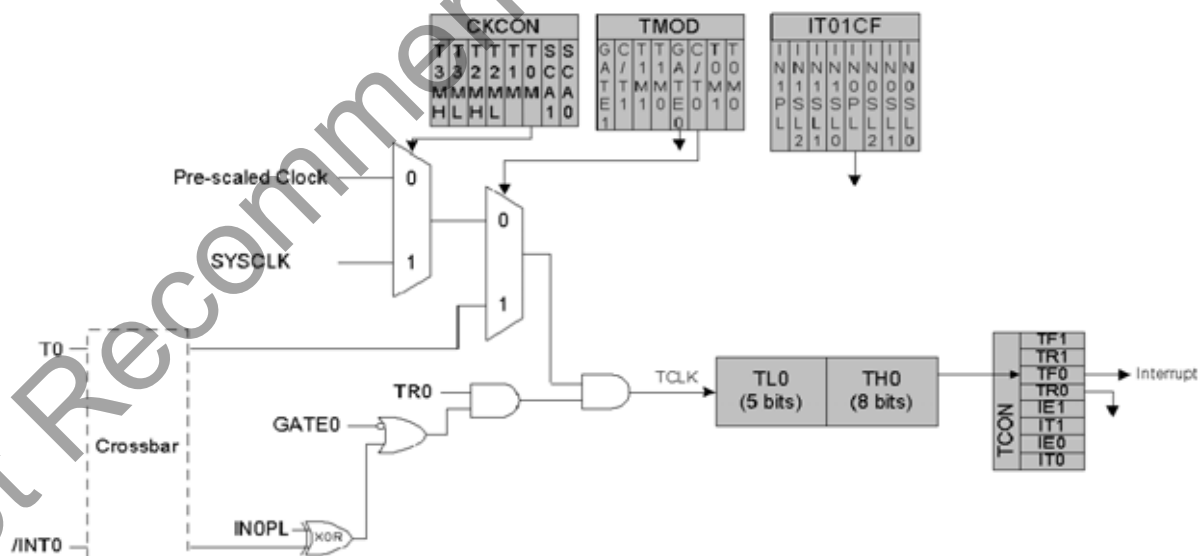 CKCON
T3MH T3ML T2MH T2ML T1M T0M SCA1 SCA0
TMOD
GATE1 C/T1 T1M1 T1M0 GATE0 C/T0 T0M1 T0M0
IT01CF
IN1PL IN1SL2 IN1SL1 IN1SL0 IN0PL IN0SL2 IN0SL1 IN0SL0
Pre-scaled Clock
0
SYSCLK
1
0
1
T0
Crossbar
/INT0
TR0
GATE0
IN0PL
XOR
TCLK
TL0
(5 bits)
TH0
(8 bits)
TCON
TF1
TR1
TF0
TR0
IE1
IT1
IE0
IT0
Interrupt
Recommen